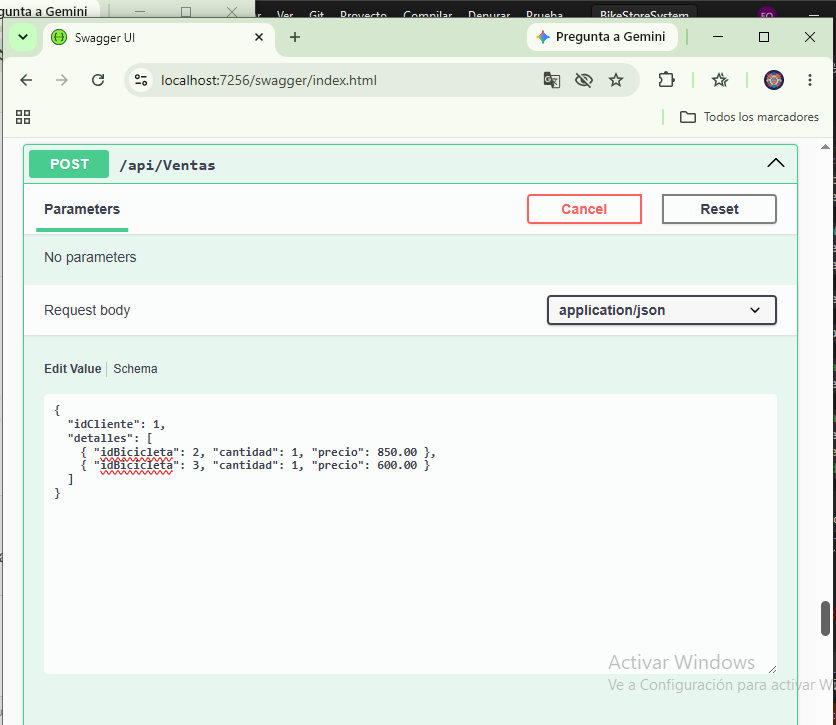 gunta a Gemini
Ver Git Proyecto Compilar Depurar Prueba BikeStoreSystem
Swagger UI
Pregunta a Gemini
localhost:7256/swagger/index.html
Todos los marcadores
POST /api/Ventas
Parameters
Cancel
Reset
No parameters
Request body
application/json
Edit Value
Schema
{
  "idCliente": 1,
  "detalles": [
    { "idBicicleta": 2, "cantidad": 1, "precio": 850.00 },
    { "idBicicleta": 3, "cantidad": 1, "precio": 600.00 }
  ]
}
Activar Windows
Ve a Configuración para activar W